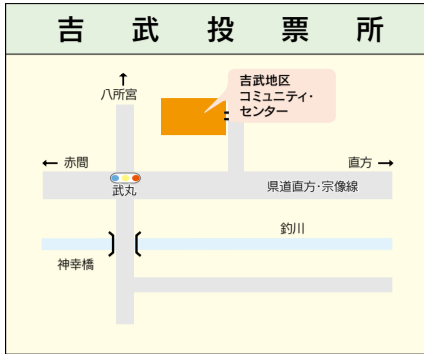 吉武投票所
↑
八所宮
吉武地区
コミュニティ・
センター
← 赤間
直方 →
武丸
県道直方・宗像線
釣川
神幸橋